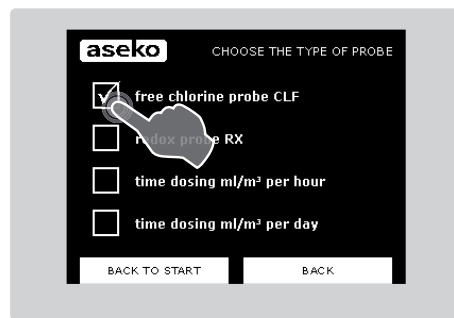 aseko
CHOOSE THE TYPE OF PROBE
free chlorine probe CLF
redox probe RX
time dosing ml/m³ per hour
time dosing ml/m³ per day
BACK TO START
BACK